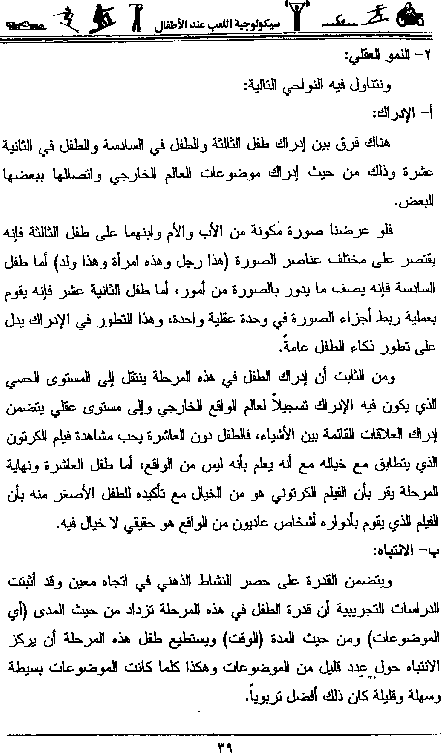 سيكولوجية اللعب عند الأطفال
٢- النمو العقلي:
ونتناول فيه النواحي التالية:
أ- الإدراك:
هناك فرق بين إدراك طفل الثالثة والطفل في السادسة والطفل في الثانية
عشرة وذلك من حيث إدراك موضوعات العالم الخارجي واتصالها ببعضها
البعض.
فلو عرضنا صورة مُكونة من الأب والأم وابنهما على طفل الثالثة فإنه
يقتصر على مختلف عناصر الصورة (هذا رجل وهذه امرأة وهذا ولد) أما طفل
السادسة فإنه يصف ما يدور بالصورة من أمور، أما طفل الثانية عشر فإنه يقوم
بعملية ربط أجزاء الصورة في وحدة عقلية واحدة، وهذا التطور في الإدراك يدل
على تطور ذكاء الطفل عامةً.
ومن الثابت أن إدراك الطفل في هذه المرحلة ينتقل إلى المستوى الحسي
الذي يكون فيه الإدراك تسجيلاً لعالم الواقع الخارجي وإلى مستوى عقلي يتضمن
إدراك العلاقات القائمة بين الأشياء، فالطفل دون العاشرة يحب مشاهدة فيلم الكرتون
الذي يتطابق مع خياله مع أنه يعلم بأنه ليس من الواقع، أما طفل العاشرة ونهاية
المرحلة يقر بأن الفيلم الكرتوني هو من الخيال مع تأكيده للطفل الأصغر منه بأن
الفيلم الذي يقوم بأدواره أشخاص عاديون من الواقع هو حقيقي لا خيال فيه.
ب- الانتباه:
ويتضمن القدرة على حصر النشاط الذهني في اتجاه معين وقد أثبتت
الدراسات التجريبية أن قدرة الطفل في هذه المرحلة تزداد من حيث المدى (أي
الموضوعات) ومن حيث المدة (الوقت) ويستطيع طفل هذه المرحلة أن يركز
الانتباه حول عدد قليل من الموضوعات وهكذا كلما كانت الموضوعات بسيطة
وسهلة وقليلة كان ذلك أفضل تربوياً.
٣٩